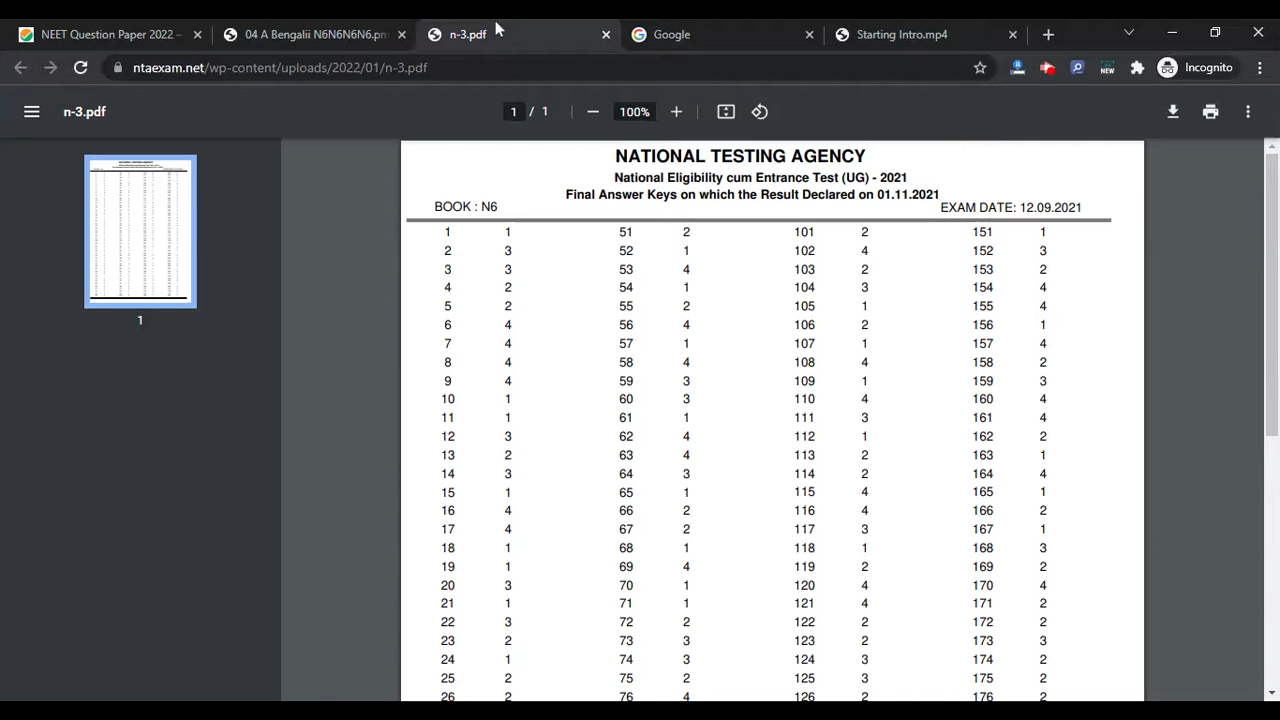 NEET Question Paper 2022 –
04 A Bengalii N6N6N6N6.pm
n-3.pdf
Google
Starting Intro.mp4
ntaexam.net/wp-content/uploads/2022/01/n-3.pdf
NEW
Incognito
n-3.pdf
1 / 1
100%
1
NATIONAL TESTING AGENCY
National Eligibility cum Entrance Test (UG) - 2021
Final Answer Keys on which the Result Declared on 01.11.2021
BOOK : N6 EXAM DATE: 12.09.2021
1 1 51 2 101 2 151 1
2 3 52 1 102 4 152 3
3 3 53 4 103 2 153 2
4 2 54 1 104 3 154 4
5 2 55 2 105 1 155 4
6 4 56 4 106 2 156 1
7 4 57 1 107 1 157 4
8 4 58 4 108 4 158 2
9 4 59 3 109 1 159 3
10 1 60 3 110 4 160 4
11 1 61 1 111 3 161 4
12 3 62 4 112 1 162 2
13 2 63 4 113 2 163 1
14 3 64 3 114 2 164 4
15 1 65 1 115 4 165 1
16 4 66 2 116 4 166 2
17 4 67 2 117 3 167 1
18 1 68 1 118 1 168 3
19 1 69 4 119 2 169 2
20 3 70 1 120 4 170 4
21 1 71 1 121 4 171 2
22 3 72 2 122 2 172 2
23 2 73 3 123 2 173 3
24 1 74 3 124 3 174 2
25 2 75 2 125 3 175 2
26 2 76 4 126 2 176 2